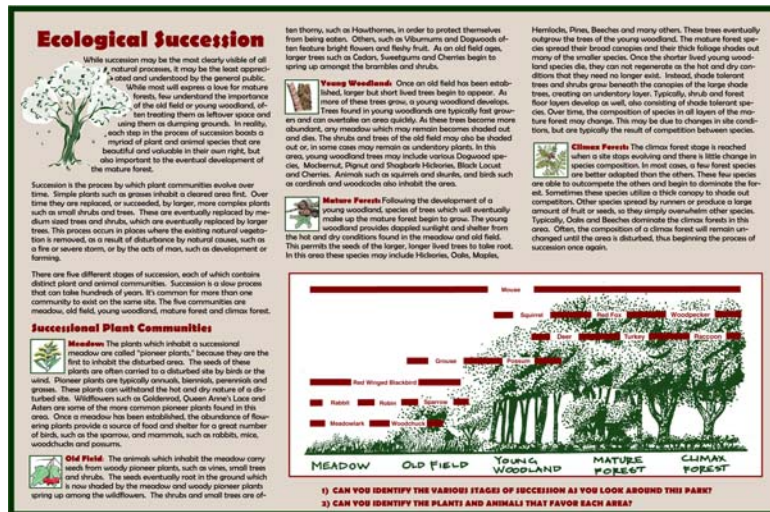 Ecological Succession
While succession may be the most clearly visible of all
natural processes, it may be the least appreci-
ated and understood by the general public.
While most will express a love for mature
forests, few understand the importance
of the old field or young woodland, of-
ten treating them as leftover space and
using them as dumping grounds. In reality,
each step in the process of succession boasts a
myriad of plant and animal species that are
beautiful and valuable in their own right, but
also important to the eventual development of
the mature forest.
Succession is the process by which plant communities evolve over
time. Simple plants such as grasses inhabit a cleared area first. Over
time they are replaced, or succeeded, by larger, more complex plants
such as small shrubs and trees. These are eventually replaced by me-
dium sized trees and shrubs, which are eventually replaced by larger
trees. This process occurs in places where the existing natural vegeta-
tion is removed, as a result of disturbance by natural causes, such as
a fire or severe storm, or by the acts of man, such as development or
farming.
There are five different stages of succession, each of which contains
distinct plant and animal communities. Succession is a slow process
that can take hundreds of years. It's common for more than one
community to exist on the same site. The five communities are
meadow, old field, young woodland, mature forest and climax forest.
Successional Plant Communities
Meadow: The plants which inhabit a successional
meadow are called "pioneer plants," because they are the
first to inhabit the disturbed area. The seeds of these
plants are often carried to a disturbed site by birds or the
wind. Pioneer plants are typically annuals, biennials, perennials and
grasses. These plants can withstand the hot and dry nature of a dis-
turbed site. Wildflowers such as Goldenrod, Queen Anne's Lace and
Asters are some of the more common pioneer plants found in this
area. Once a meadow has been established, the abundance of flow-
ering plants provide a source of food and shelter for a great number
of birds, such as the sparrow, and mammals, such as rabbits, mice,
woodchucks and possums.
Old Field: The animals which inhabit the meadow carry
seeds from woody pioneer plants, such as vines, small trees
and shrubs. The seeds eventually root in the ground which
is now shaded by the meadow and woody pioneer plants
spring up among the wildflowers. The shrubs and small trees are of-
ten thorny, such as Hawthornes, in order to protect themselves
from being eaten. Others, such as Viburnums and Dogwoods of-
ten feature bright flowers and fleshy fruit. As an old field ages,
larger trees such as Cedars, Sweetgums and Cherries begin to
spring up amongst the brambles and shrubs.
Young Woodland: Once an old field has been estab-
lished, larger but short lived trees begin to appear. As
more of these trees grow, a young woodland develops.
Trees found in young woodlands are typically fast grow-
ers and can overtake an area quickly. As these trees become more
abundant, any meadow which may remain becomes shaded out
and dies. The shrubs and trees of the old field may also be shaded
out or, in some cases may remain as understory plants. In this
area, young woodland trees may include various Dogwood spe-
cies, Mockernut, Pignut and Shagbark Hickories, Black Locust
and Cherries. Animals such as squirrels and skunks, and birds such
as cardinals and woodcocks also inhabit the area.
Mature Forest: Following the development of a
young woodland, species of trees which will eventually
make up the mature forest begin to grow. The young
woodland provides dappled sunlight and shelter from
the hot and dry conditions found in the meadow and old field.
This permits the seeds of the larger, longer lived trees to take root.
In this area these species may include Hickories, Oaks, Maples,
Hemlocks, Pines, Beeches and many others. These trees eventually
outgrow the trees of the young woodland. The mature forest spe-
cies spread their broad canopies and their thick foliage shades out
many of the smaller species. Once the shorter lived young wood-
land species die, they can not regenerate as the hot and dry con-
ditions that they need no longer exist. Instead, shade tolerant
trees and shrubs grow beneath the canopies of the large shade
trees, creating an understory layer. Typically, shrub and forest
floor layers develop as well, also consisting of shade tolerant spe-
cies. Over time, the composition of species in all layers of the ma-
ture forest may change. This may be due to changes in site condi-
tions, but are typically the result of competition between species.
Climax Forest: The climax forest stage is reached
when a site stops evolving and there is little change in
species composition. In most cases, a few forest species
are better adapted than the others. These few species
are able to outcompete the others and begin to dominate the for-
est. Sometimes these species utilize a thick canopy to shade out
competitors. Other species spread by runners or produce a large
amount of fruit or seeds, so they simply overwhelm other species.
Typically, Oaks and Beeches dominate the climax forests in this
area. Often, the composition of a climax forest will remain un-
changed until the area is disturbed, thus beginning the process of
succession once again.
Mouse
Squirrel Red Fox Woodpecker
Deer Turkey Raccoon
Grouse Possum
Red Winged Blackbird
Rabbit Robin Sparrow
Meadowlark Woodchuck
MEADOW OLD FIELD YOUNG WOODLAND MATURE FOREST CLIMAX FOREST
1) CAN YOU IDENTIFY THE VARIOUS STAGES OF SUCCESSION AS YOU LOOK AROUND THIS PARK?
2) CAN YOU IDENTIFY THE PLANTS AND ANIMALS THAT FAVOR EACH AREA?